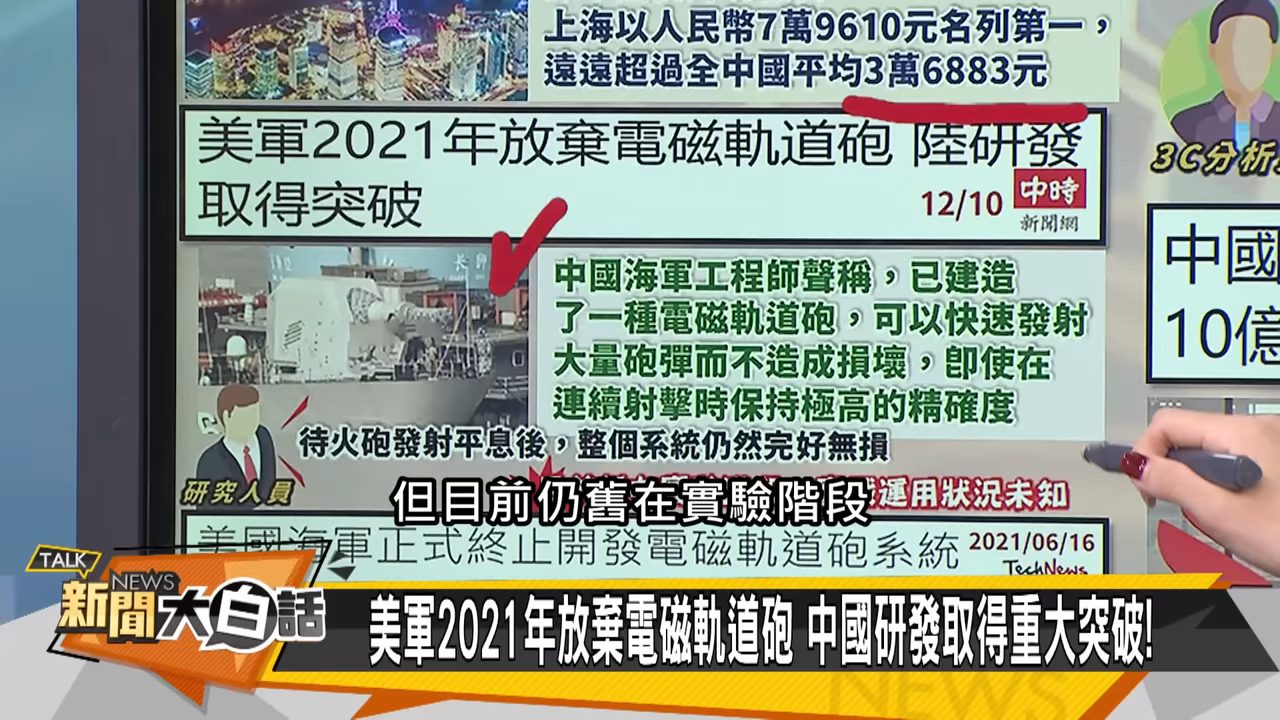 上海以人民幣7萬9610元名列第一，
遠遠超過全中國平均3萬6883元
3C分析
美軍2021年放棄電磁軌道砲 陸研發
取得突破
12/10
中時
新聞網
中國海軍工程師聲稱，已建造
了一種電磁軌道砲，可以快速發射
大量砲彈而不造成損壞，即使在
連續射擊時保持極高的精確度
待火砲發射平息後，整個系統仍然完好無損
研究人員
運用狀況未知
中國
10億
但目前仍舊在實驗階段
美國海軍正式終止開發電磁軌道砲系統
2021/06/16
TechNews
TALK
NEWS
新聞大白話
美軍2021年放棄電磁軌道砲 中國研發取得重大突破!
NEWS